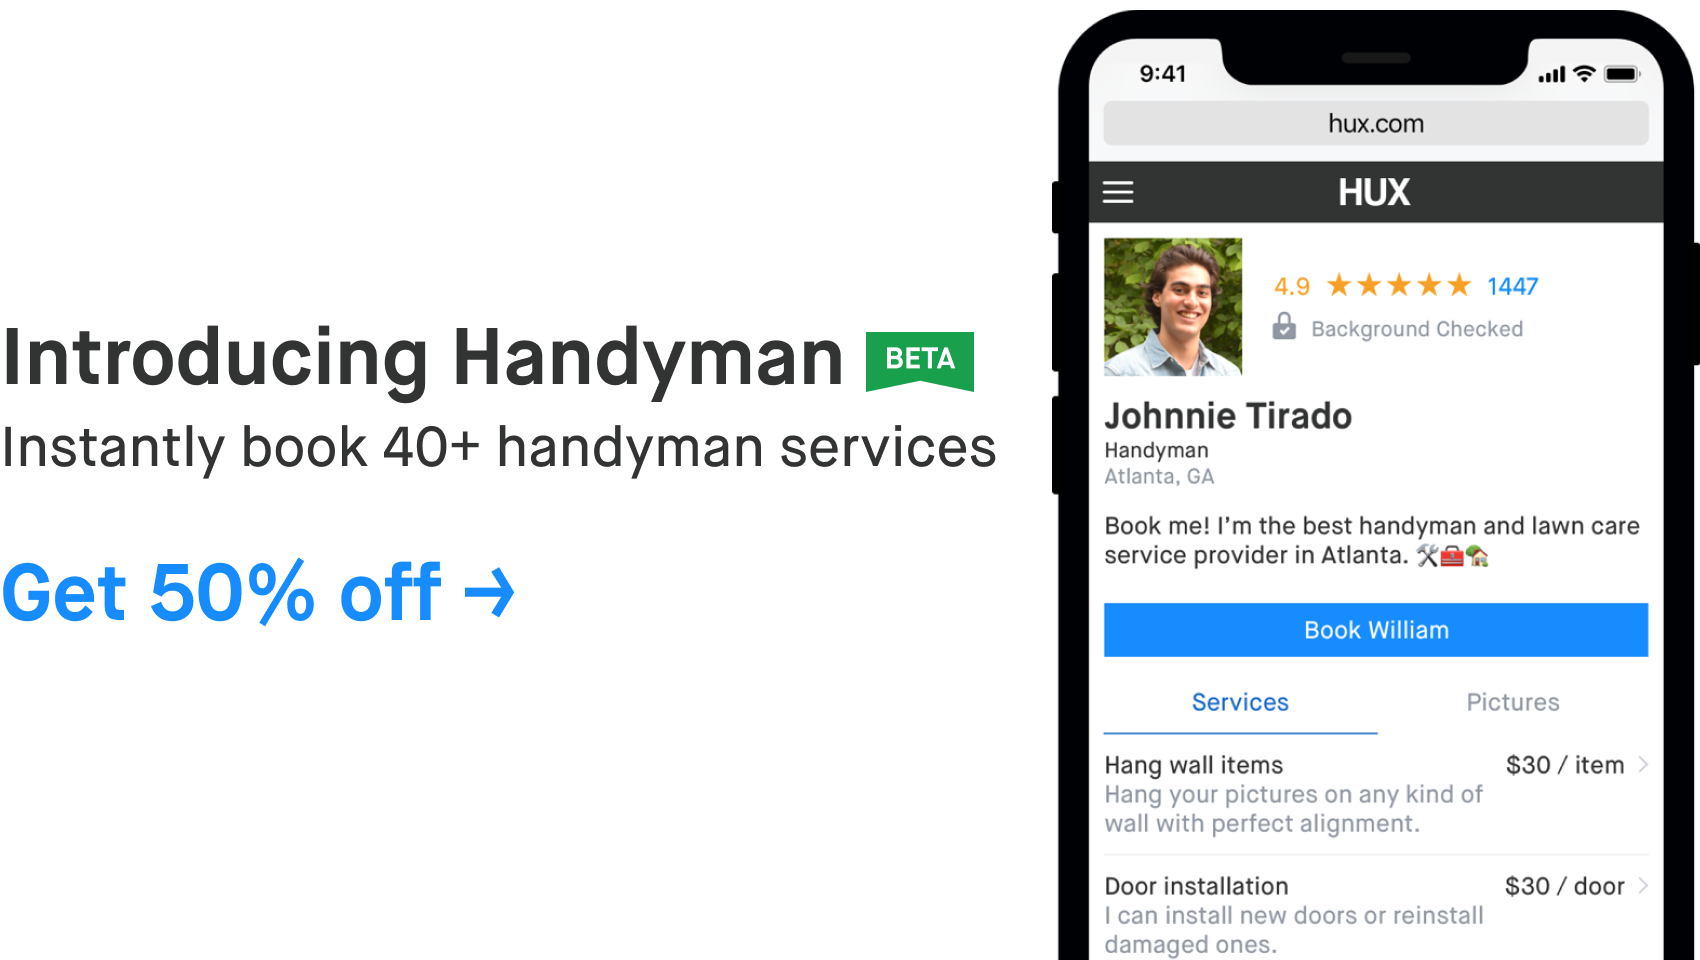 Introducing Handyman BETA
Instantly book 40+ handyman services
Get 50% off →
9:41
hux.com
HUX
4.9 ★★★★★ 1447
Background Checked
Johnnie Tirado
Handyman
Atlanta, GA
Book me! I’m the best handyman and lawn care
service provider in Atlanta. 🛠🧰🏡
Book William
Services Pictures
Hang wall items $30 / item
Hang your pictures on any kind of
wall with perfect alignment.
Door installation $30 / door
I can install new doors or reinstall
damaged ones.